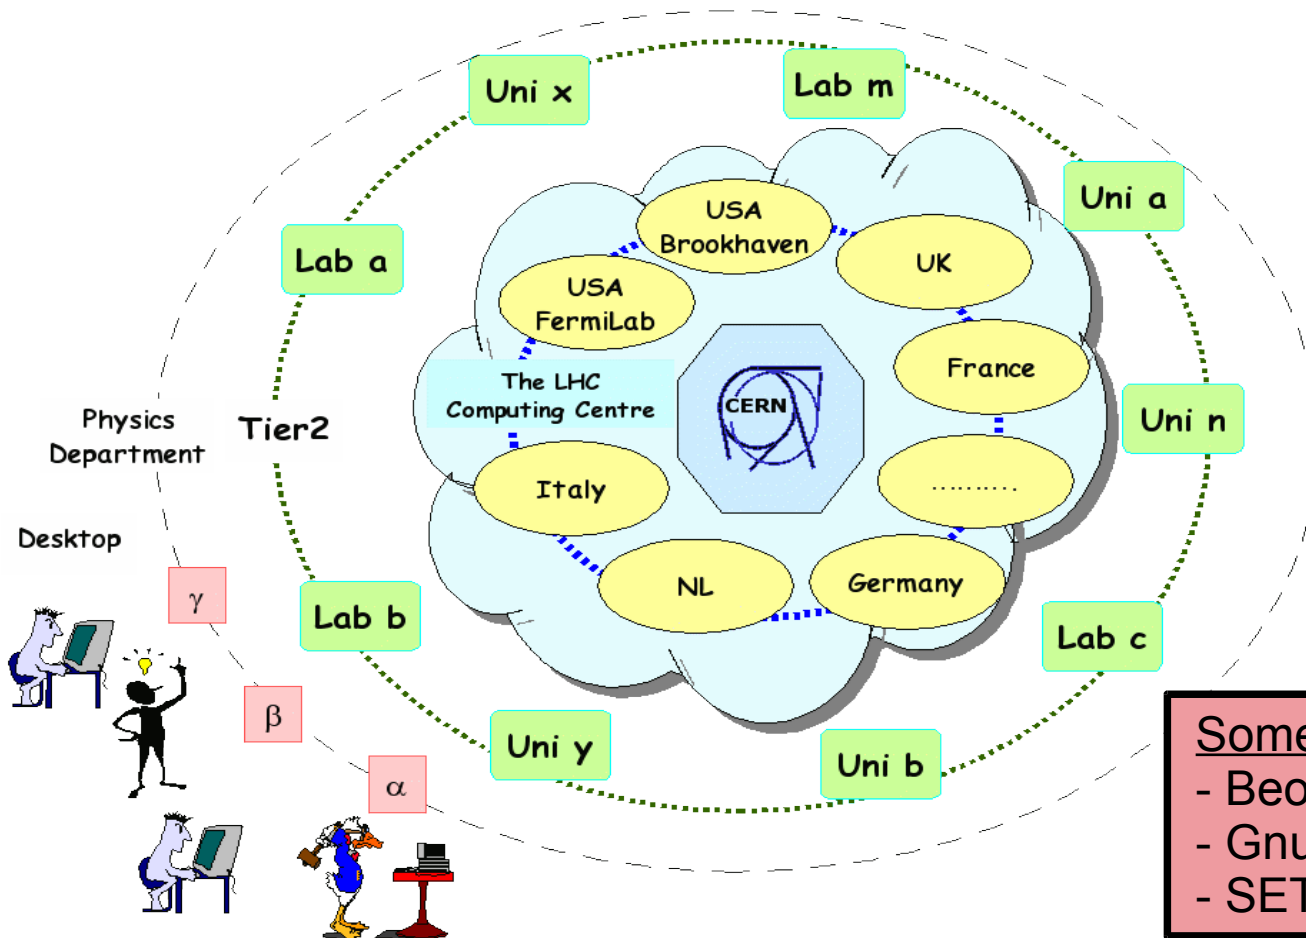 Uni x
Lab m
Uni a
Lab a
USA
Brookhaven
UK
USA
FermiLab
France
The LHC
Computing Centre
CERN
Physics
Department
Tier2
Uni n
Italy
..........
Desktop
NL
Germany
γ
Lab b
Lab c
β
Uni y
Uni b
α
Some
- Beo
- Gnu
- SET